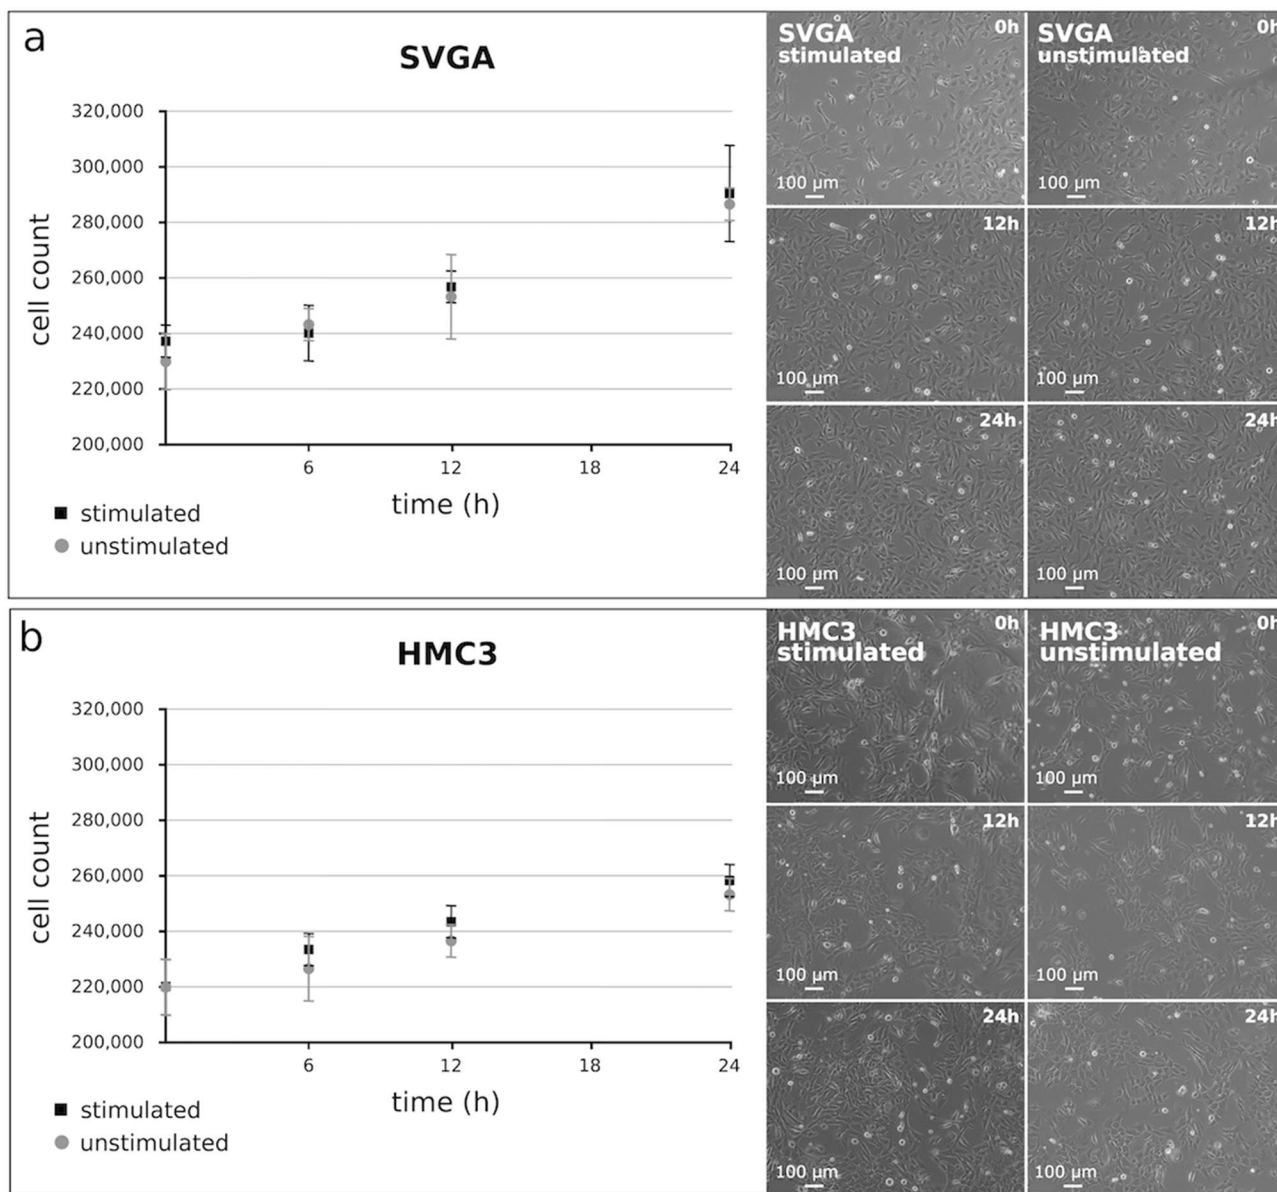 a
SVGA
320,000
300,000
280,000
260,000
240,000
220,000
200,000
cell count
6 12 18 24
time (h)
stimulated
unstimulated
SVGA 0h
stimulated
100 µm
SVGA 0h
unstimulated
100 µm
12h
100 µm
12h
100 µm
24h
100 µm
24h
100 µm
b
HMC3
320,000
300,000
280,000
260,000
240,000
220,000
200,000
cell count
6 12 18 24
time (h)
stimulated
unstimulated
HMC3 0h
stimulated
100 µm
HMC3 0h
unstimulated
100 µm
12h
100 µm
12h
100 µm
24h
100 µm
24h
100 µm